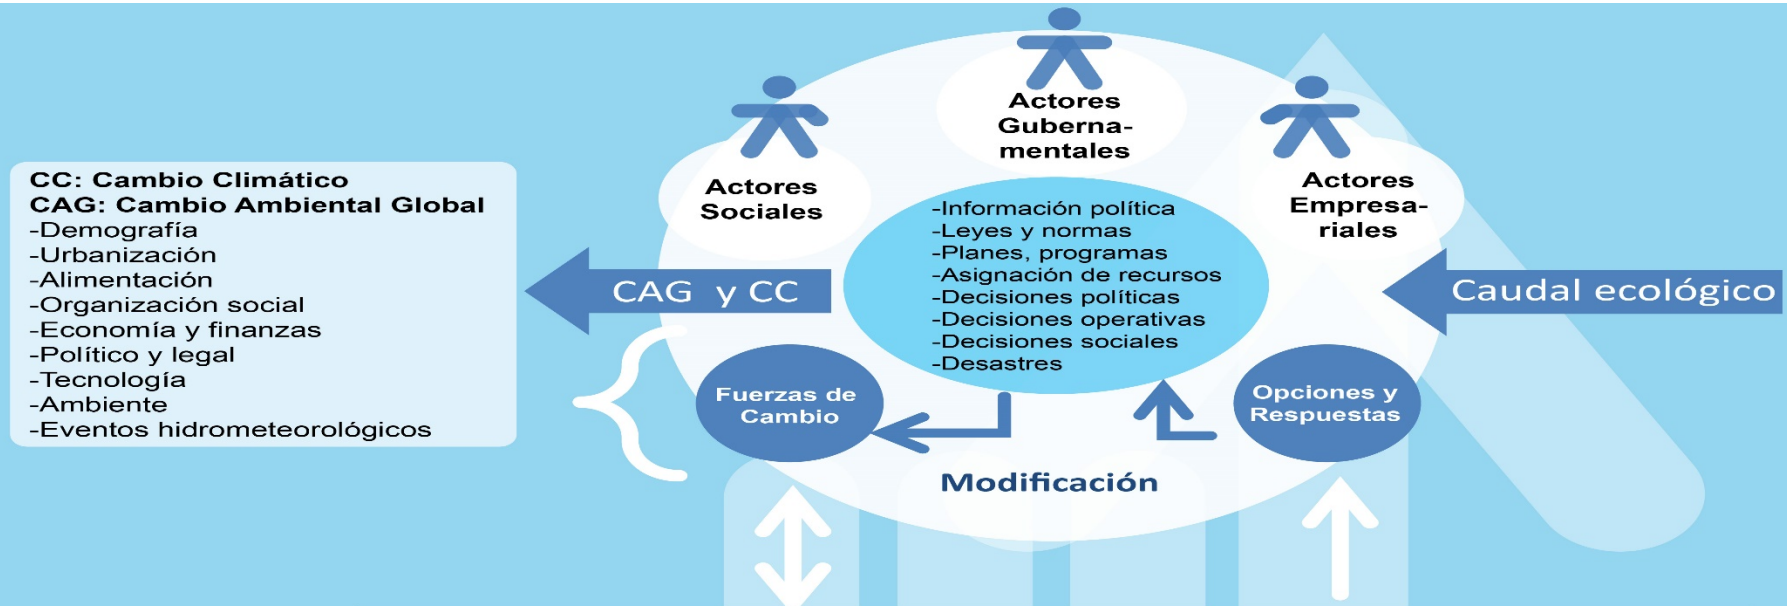 CC: Cambio Climático
CAG: Cambio Ambiental Global
-Demografía
-Urbanización
-Alimentación
-Organización social
-Economía y finanzas
-Político y legal
-Tecnología
-Ambiente
-Eventos hidrometeorológicos
CAG y CC
Actores
Sociales
Actores
Guberna-
mentales
Actores
Empresa-
riales
-Información política
-Leyes y normas
-Planes, programas
-Asignación de recursos
-Decisiones políticas
-Decisiones operativas
-Decisiones sociales
-Desastres
Caudal ecológico
Fuerzas de
Cambio
Opciones y
Respuestas
Modificación